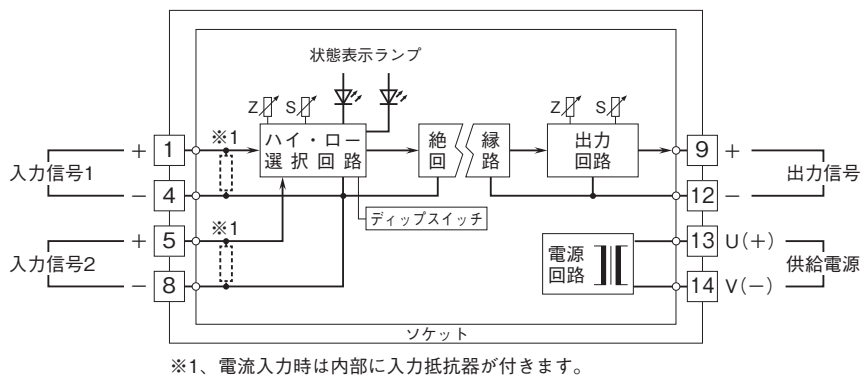 状態表示ランプ
Z S
Z S
※1
ハイ・ロー
選択回路
絶 縁
回 路
出力
回路
入力信号1
+ 1
− 4
9 +
12 −
出力信号
ディップスイッチ
※1
入力信号2
+ 5
− 8
電源
回路
13 U(+)
14 V(−)
供給電源
ソケット
※1、電流入力時は内部に入力抵抗器が付きます。